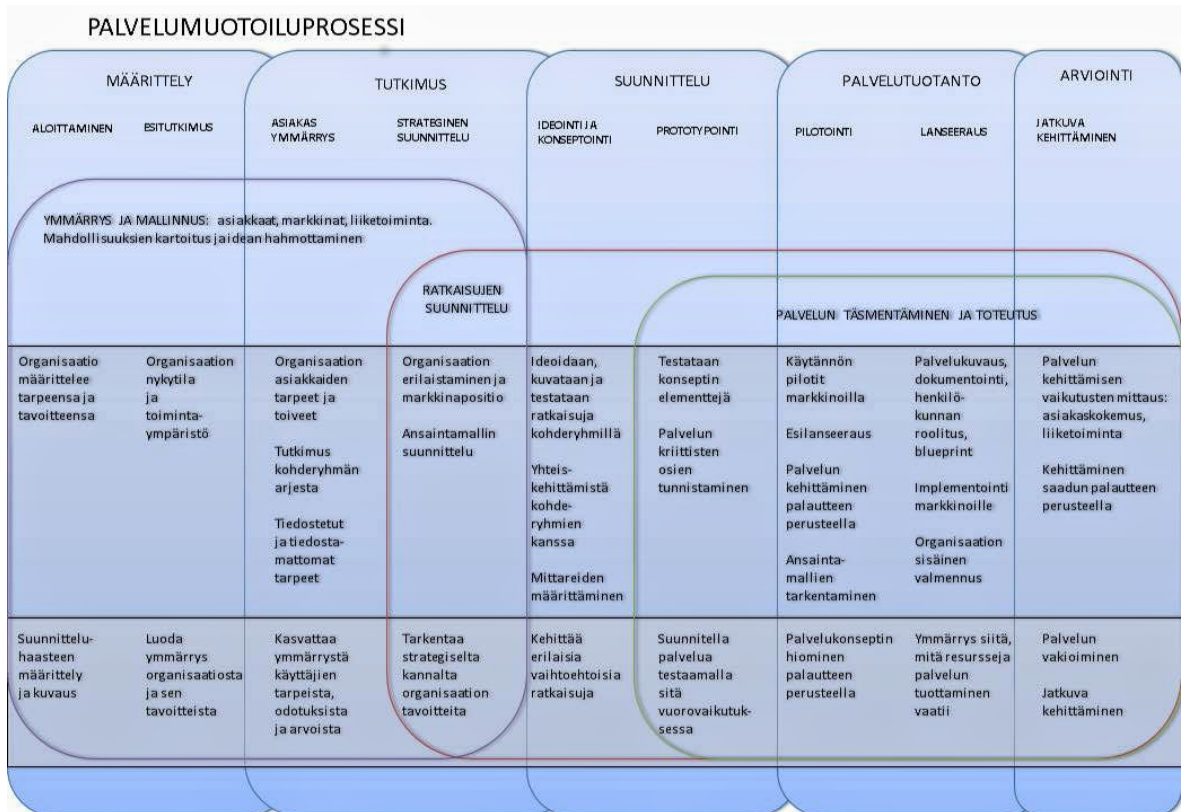 PALVELUMUOTOILUPROSESSI
MÄÄRITTELY
TUTKIMUS
SUUNNITTELU
PALVELUTUOTANTO
ARVIOINTI
ALOITTAMINEN
ESITUTKIMUS
ASIAKAS
YMMÄRRYS
STRATEGINEN
SUUNNITTELU
IDEOINTI JA
KONSEPTOINTI
PROTOTYPOINTI
PILOTOINTI
LANSEERAUS
JATKUVA
KEHITTÄMINEN
YMMÄRRYS JA MALLINNUS: asiakkaat, markkinat, liiketoiminta.
Mahdollisuuksien kartoitus ja idean hahmottaminen
RATKAISUJEN
SUUNNITTELU
PALVELUN TÄSMENTÄMINEN JA TOTEUTUS
Organisaatio
määrittelee
tarpeensa ja
tavoitteensa
Organisaation
nykytila
ja
toiminta-
ympäristö
Organisaation
asiakkaiden
tarpeet ja
toiveet
Tutkimus
kohderyhmän
arjesta
Tiedostetut
ja tiedosta-
mattomat
tarpeet
Organisaation
erilaistaminen ja
markkinapositio
Ansaintamallin
suunnittelu
Ideoidaan,
kuvataan ja
testataan
ratkaisuja
kohderyhmillä
Yhteis-
kehittämistä
kohde-
ryhmien
kanssa
Mittareiden
määrittäminen
Testataan
konseptin
elementtejä
Palvelun
kriittisten
osien
tunnistaminen
Käytännön
pilotit
markkinoilla
Esilanseeraus
Palvelun
kehittäminen
palautteen
perusteella
Ansainta-
mallien
tarkentaminen
Palvelukuvaus,
dokumentointi,
henkilö-
kunnan
roolitus,
blueprint
Implementointi
markkinoille
Organisaation
sisäinen
valmennus
Palvelun
kehittämisen
vaikutusten mittaus:
asiakaskokemus,
liiketoiminta
Kehittäminen
saadun palautteen
perusteella
Suunnittelu-
haasteen
määrittely
ja kuvaus
Luoda
ymmärrys
organisaatiosta
ja sen
tavoitteista
Kasvattaa
ymmärrystä
käyttäjien
tarpeista,
odotuksista
ja arvoista
Tarkentaa
strategiselta
kannalta
organisaation
tavoitteita
Kehittää
erilaisia
vaihtoehtoisia
ratkaisuja
Suunnitella
palvelua
testaamalla
sitä
vuorovaikutuk-
sessa
Palvelukonseptin
hiominen
palautteen
perusteella
Ymmärrys siitä,
mitä resursseja
palvelun
tuottaminen
vaatii
Palvelun
vakioiminen
Jatkuva
kehittäminen